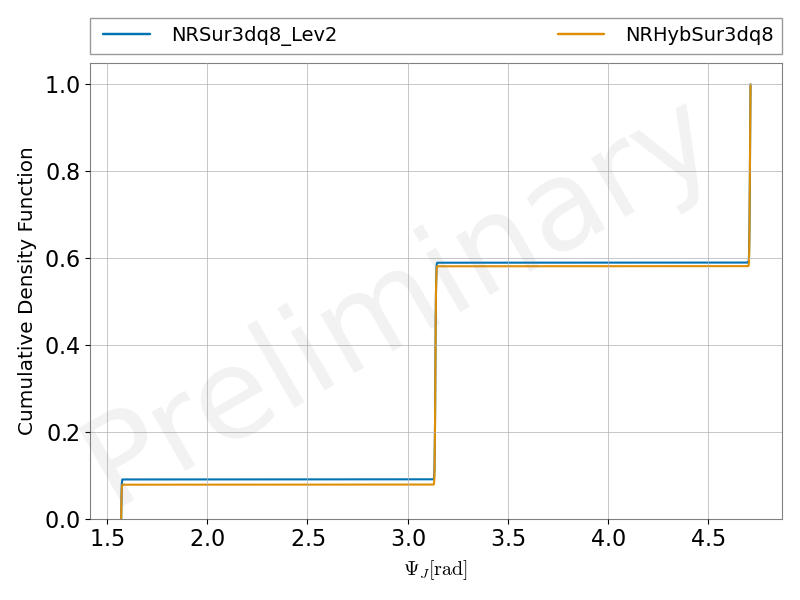 NRSur3dq8_Lev2 NRHybSur3dq8
1.0
0.8
0.6
0.4
0.2
0.0
Cumulative Density Function
Preliminary
1.5 2.0 2.5 3.0 3.5 4.0 4.5
Ψ_J[rad]